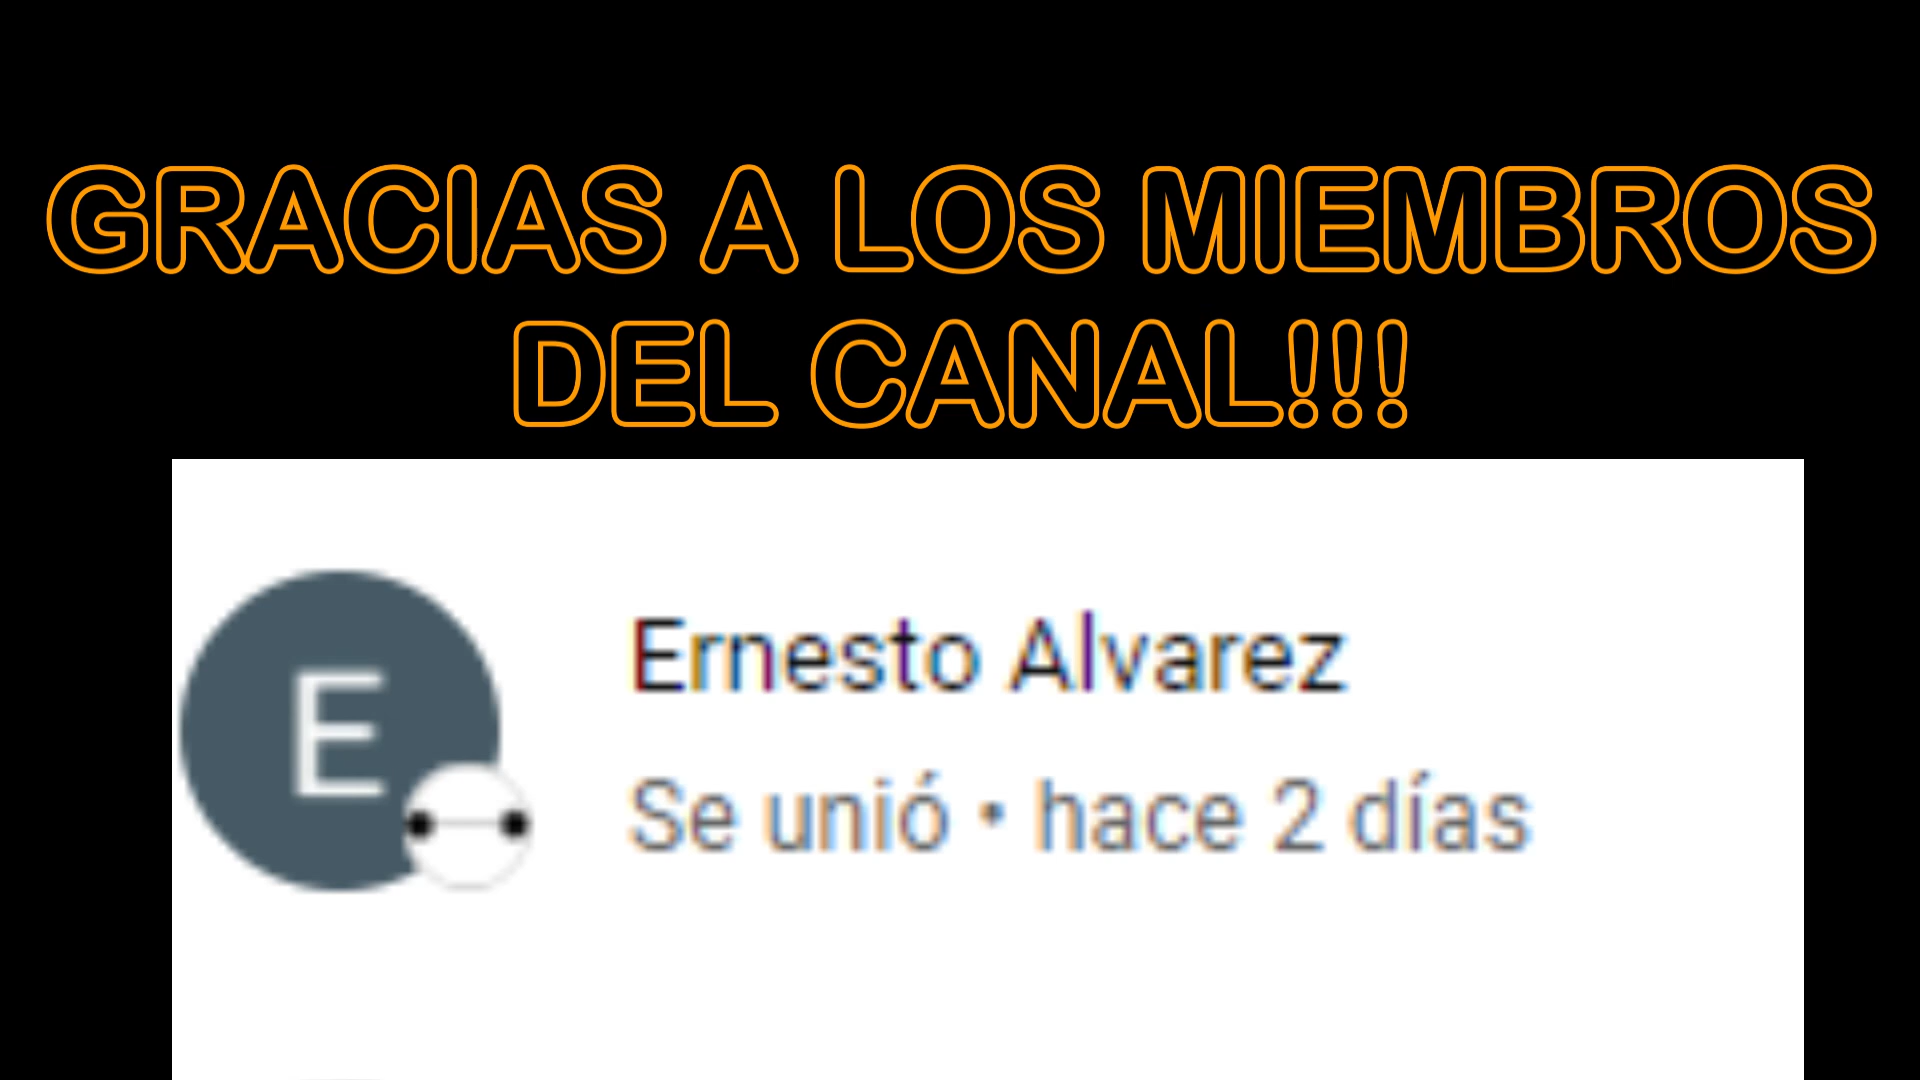 GRACIAS A LOS MIEMBROS
DEL CANAL!!!
E
Ernesto Alvarez
Se unió • hace 2 días